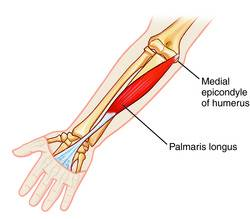 Medial
epicondyle
of humerus
Palmaris longus